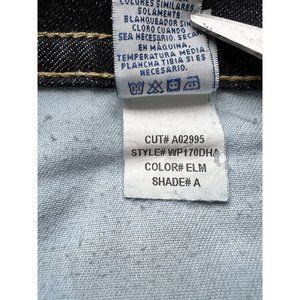 COLORES SIMILARES.
SOLAMENTE
BLANQUEADOR SIN
CLORO CUANDO
SEA NECESARIO. SECAR
EN MÁQUINA,
TEMPERATURA MEDIA.
PLANCHA TIBIA SI ES
NECESARIO.
CUT# A02995
STYLE# WP170DHA
COLOR# ELM
SHADE# A